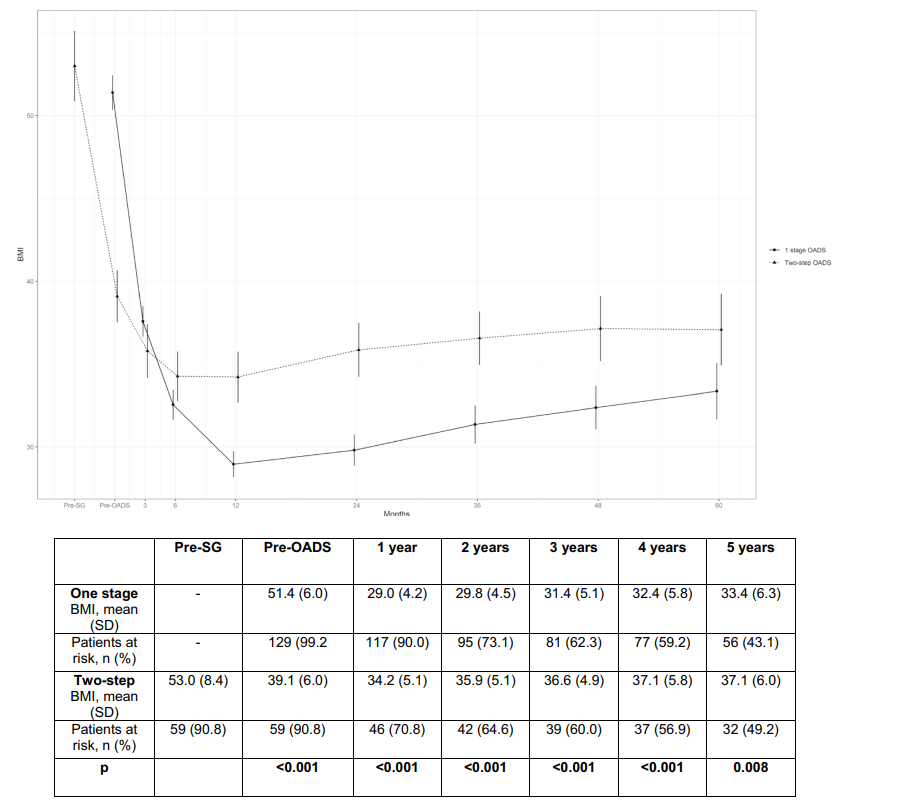 50
40
30
BMI
1 stage OADS
Two-step OADS
Pre-SG Pre-OADS 3 6 12 24 36 48 60
Months
Pre-SG Pre-OADS 1 year 2 years 3 years 4 years 5 years
One stage
BMI, mean
(SD)
- 51.4 (6.0) 29.0 (4.2) 29.8 (4.5) 31.4 (5.1) 32.4 (5.8) 33.4 (6.3)
Patients at
risk, n (%)
- 129 (99.2 117 (90.0) 95 (73.1) 81 (62.3) 77 (59.2) 56 (43.1)
Two-step
BMI, mean
(SD)
53.0 (8.4) 39.1 (6.0) 34.2 (5.1) 35.9 (5.1) 36.6 (4.9) 37.1 (5.8) 37.1 (6.0)
Patients at
risk, n (%)
59 (90.8) 59 (90.8) 46 (70.8) 42 (64.6) 39 (60.0) 37 (56.9) 32 (49.2)
p <0.001 <0.001 <0.001 <0.001 <0.001 0.008